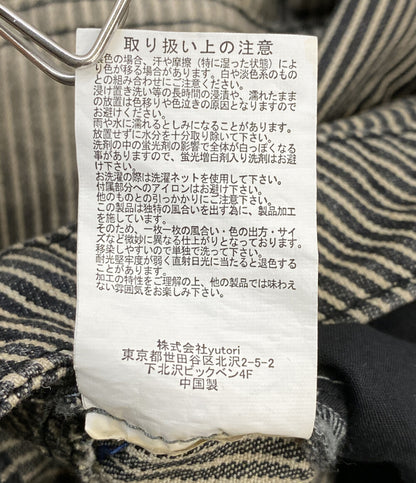 取り扱い上の注意
濃色の場合、汗や摩擦（特に湿った状態）によ
り色が移る場合があります。白や淡色系のもの
との組み合わせにご注意下さい。
浸け置き洗い等の長時間の浸漬や、濡れたまま
の放置は色移りや色泣きの原因となりますので
お避けください。
雨や水に濡れるとしみになることがあります。
放置せずに水分を十分取り除いて下さい。
洗剤の中の蛍光剤の影響で全体が白っぽくなる
事がありますので、蛍光増白剤入り洗剤はお避
け下さい。
お洗濯の際は洗濯ネットを使用して下さい。
付属部分へのアイロンはお避け下さい。
他のものとの引っかかりにご注意下さい。
この製品は独特の風合いを出す為に、製品加工
を施しています。
そのため、一枚一枚の風合い・色の出方・サイ
ズなど微妙に異なる仕上がりとなっております。
移染しやすいので単独で洗って下さい。
耐光堅牢度が弱く直射日光に当たると退色する
ことがあります。
加工の特性をご理解の上、他の製品では味わえ
ない雰囲気をお楽しみ下さい。
株式会社yutori
東京都世田谷区北沢2-5-2
下北沢ビックベン4F
中国製